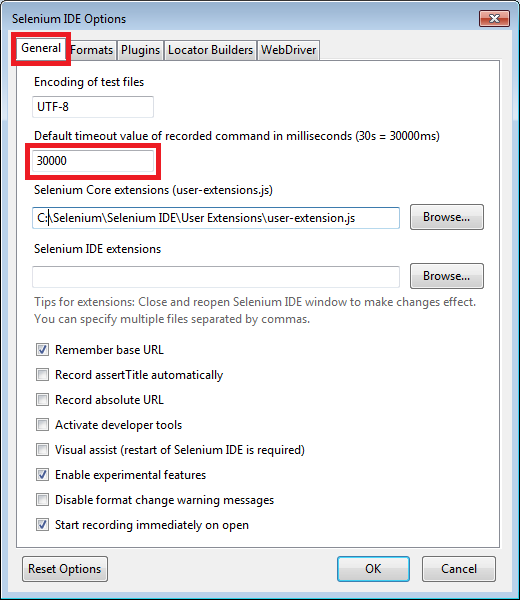 Selenium IDE Options
General Formats Plugins Locator Builders WebDriver
Encoding of test files
UTF-8
Default timeout value of recorded command in milliseconds (30s = 30000ms)
30000
Selenium Core extensions (user-extensions.js)
C:\Selenium\Selenium IDE\User Extensions\user-extension.js Browse...
Selenium IDE extensions
Browse...
Tips for extensions: Close and reopen Selenium IDE window to make changes effect.
You can specify multiple files separated by commas.
Remember base URL
Record assertTitle automatically
Record absolute URL
Activate developer tools
Visual assist (restart of Selenium IDE is required)
Enable experimental features
Disable format change warning messages
Start recording immediately on open
Reset Options OK Cancel